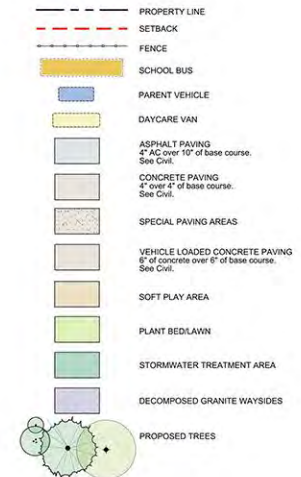 PROPERTY LINE
SETBACK
FENCE
SCHOOL BUS
PARENT VEHICLE
DAYCARE VAN
ASPHALT PAVING
4" AC over 10" of base course.
See Civil.
CONCRETE PAVING
4" over 4" of base course.
See Civil.
SPECIAL PAVING AREAS
VEHICLE LOADED CONCRETE PAVING
6" of concrete over 6" of base course.
See Civil.
SOFT PLAY AREA
PLANT BED/LAWN
STORMWATER TREATMENT AREA
DECOMPOSED GRANITE WAYSIDES
PROPOSED TREES